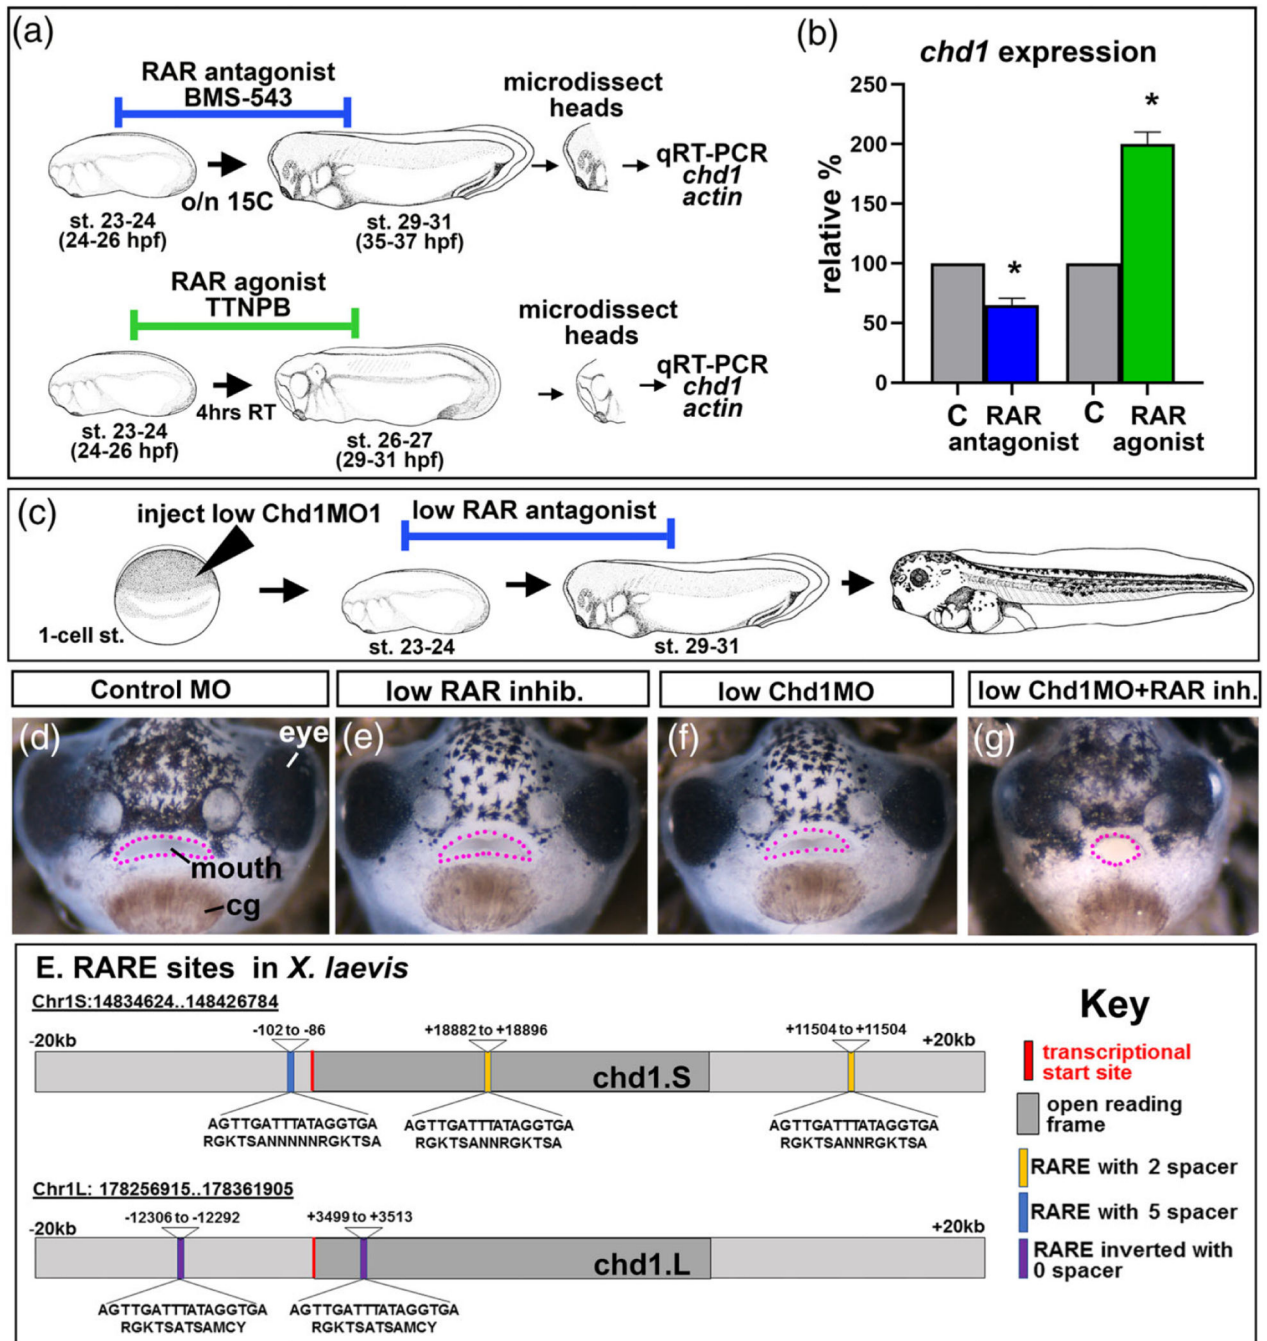 (a)
RAR antagonist
BMS-543
o/n 15C
st. 23-24
(24-26 hpf)
st. 29-31
(35-37 hpf)
microdissect
heads
qRT-PCR
chd1
actin
RAR agonist
TTNPB
4hrs RT
st. 23-24
(24-26 hpf)
st. 26-27
(29-31 hpf)
microdissect
heads
qRT-PCR
chd1
actin
(b)
chd1 expression
relative %
250
200
150
100
50
0
*
*
C
RAR
antagonist
C
RAR
agonist
(c)
inject low Chd1MO1
low RAR antagonist
1-cell st.
st. 23-24
st. 29-31
Control MO
low RAR inhib.
low Chd1MO
low Chd1MO+RAR inh.
(d)
eye
mouth
cg
(e)
(f)
(g)
E. RARE sites in X. laevis
Chr1S:14834624..148426784
-20kb
-102 to -86
+18882 to +18896
+11504 to +11504
+20kb
chd1.S
AGTTGATTTATAGGTGA
RGKTSANNNNNRGKTSA
AGTTGATTTATAGGTGA
RGKTSANNRGKTSA
AGTTGATTTATAGGTGA
RGKTSANNRGKTSA
Chr1L: 178256915..178361905
-20kb
-12306 to -12292
+3499 to +3513
+20kb
chd1.L
AGTTGATTTATAGGTGA
RGKTSATSAMCY
AGTTGATTTATAGGTGA
RGKTSATSAMCY
Key
transcriptional
start site
open reading
frame
RARE with 2 spacer
RARE with 5 spacer
RARE inverted with
0 spacer